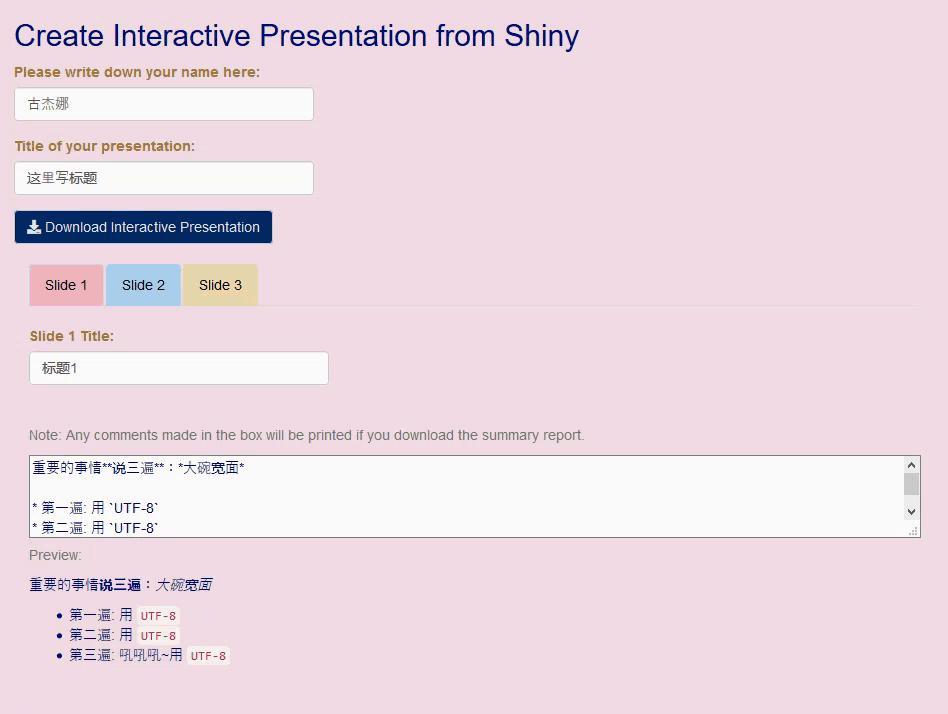 Create Interactive Presentation from Shiny
Please write down your name here:
古杰娜
Title of your presentation:
这里写标题
Download Interactive Presentation
Slide 1
Slide 2
Slide 3
Slide 1 Title:
标题1
Note: Any comments made in the box will be printed if you download the summary report.
重要的事情**说三遍**：*大碗宽面*
* 第一遍: 用 `UTF-8`
* 第二遍: 用 `UTF-8`
Preview:
重要的事情说三遍：大碗宽面
• 第一遍: 用 UTF-8
• 第二遍: 用 UTF-8
• 第三遍: 吼吼吼~用 UTF-8